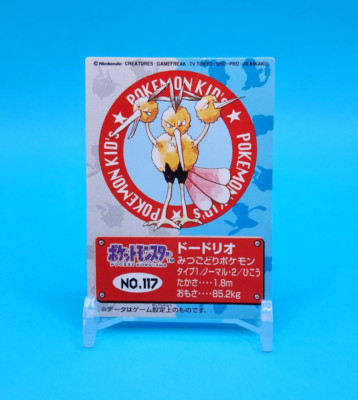 © Nintendo CREATURES GAMEFREAK TV TOKYO SHO-PRO JR KIKAKU
POKEMON KID'S ★ POKEMON KID'S ★ POKEMON KID'S ★
ポケットモンスター™
POCKET MONSTERS
NO.117
ドードリオ
みつごどりポケモン
タイプ1/ノーマル・2/ひこう
たかさ････1.8m
おもさ････85.2kg
※データはゲーム設定上のものです。